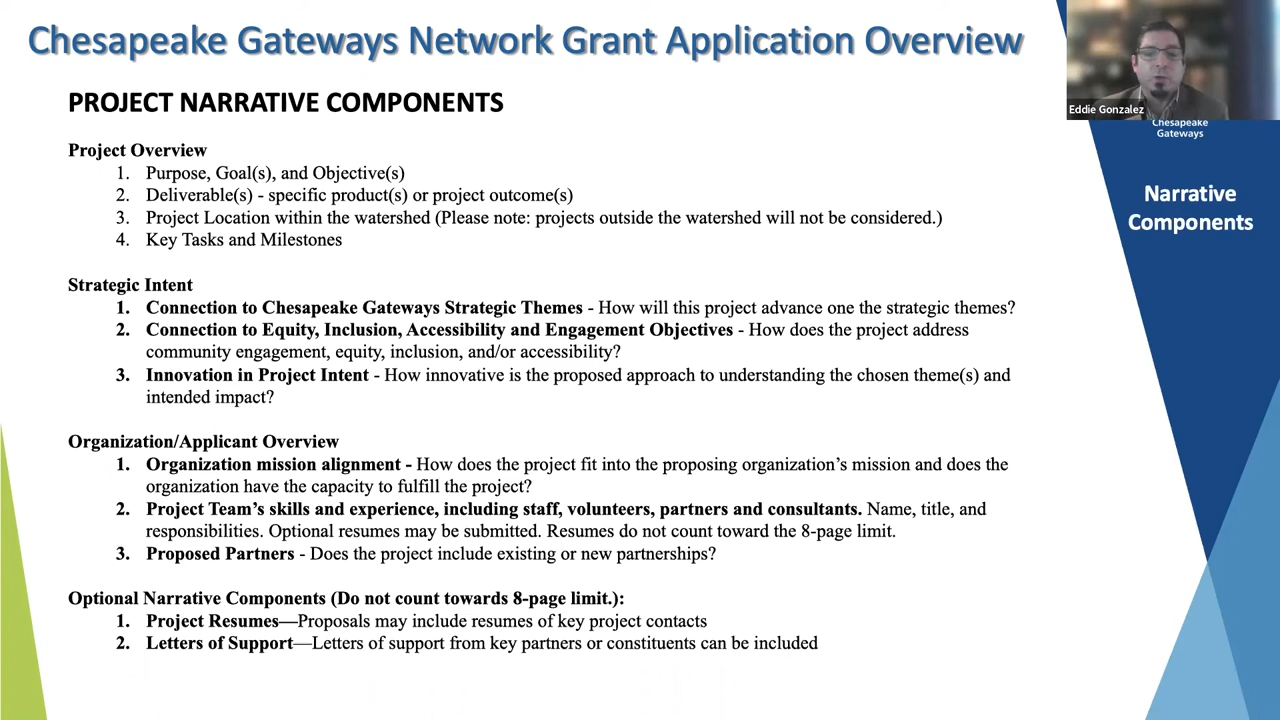 Chesapeake Gateways Network Grant Application Overview
Eddie Gonzalez
Chesapeake
Gateways
Narrative
Components
PROJECT NARRATIVE COMPONENTS
Project Overview
1. Purpose, Goal(s), and Objective(s)
2. Deliverable(s) - specific product(s) or project outcome(s)
3. Project Location within the watershed (Please note: projects outside the watershed will not be considered.)
4. Key Tasks and Milestones
Strategic Intent
1. Connection to Chesapeake Gateways Strategic Themes - How will this project advance one the strategic themes?
2. Connection to Equity, Inclusion, Accessibility and Engagement Objectives - How does the project address
community engagement, equity, inclusion, and/or accessibility?
3. Innovation in Project Intent - How innovative is the proposed approach to understanding the chosen theme(s) and
intended impact?
Organization/Applicant Overview
1. Organization mission alignment - How does the project fit into the proposing organization's mission and does the
organization have the capacity to fulfill the project?
2. Project Team's skills and experience, including staff, volunteers, partners and consultants. Name, title, and
responsibilities. Optional resumes may be submitted. Resumes do not count toward the 8-page limit.
3. Proposed Partners - Does the project include existing or new partnerships?
Optional Narrative Components (Do not count towards 8-page limit.):
1. Project Resumes—Proposals may include resumes of key project contacts
2. Letters of Support—Letters of support from key partners or constituents can be included